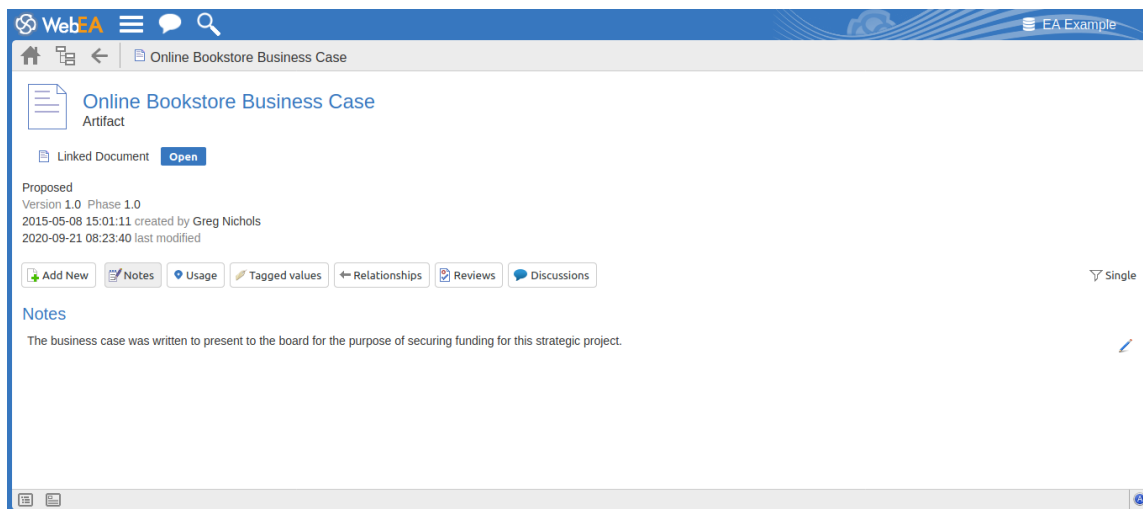 WebEA
EA Example
Online Bookstore Business Case
Online Bookstore Business Case
Artifact
Linked Document Open
Proposed
Version 1.0 Phase 1.0
2015-05-08 15:01:11 created by Greg Nichols
2020-09-21 08:23:40 last modified
Add New Notes Usage Tagged values Relationships Reviews Discussions Single
Notes
The business case was written to present to the board for the purpose of securing funding for this strategic project.